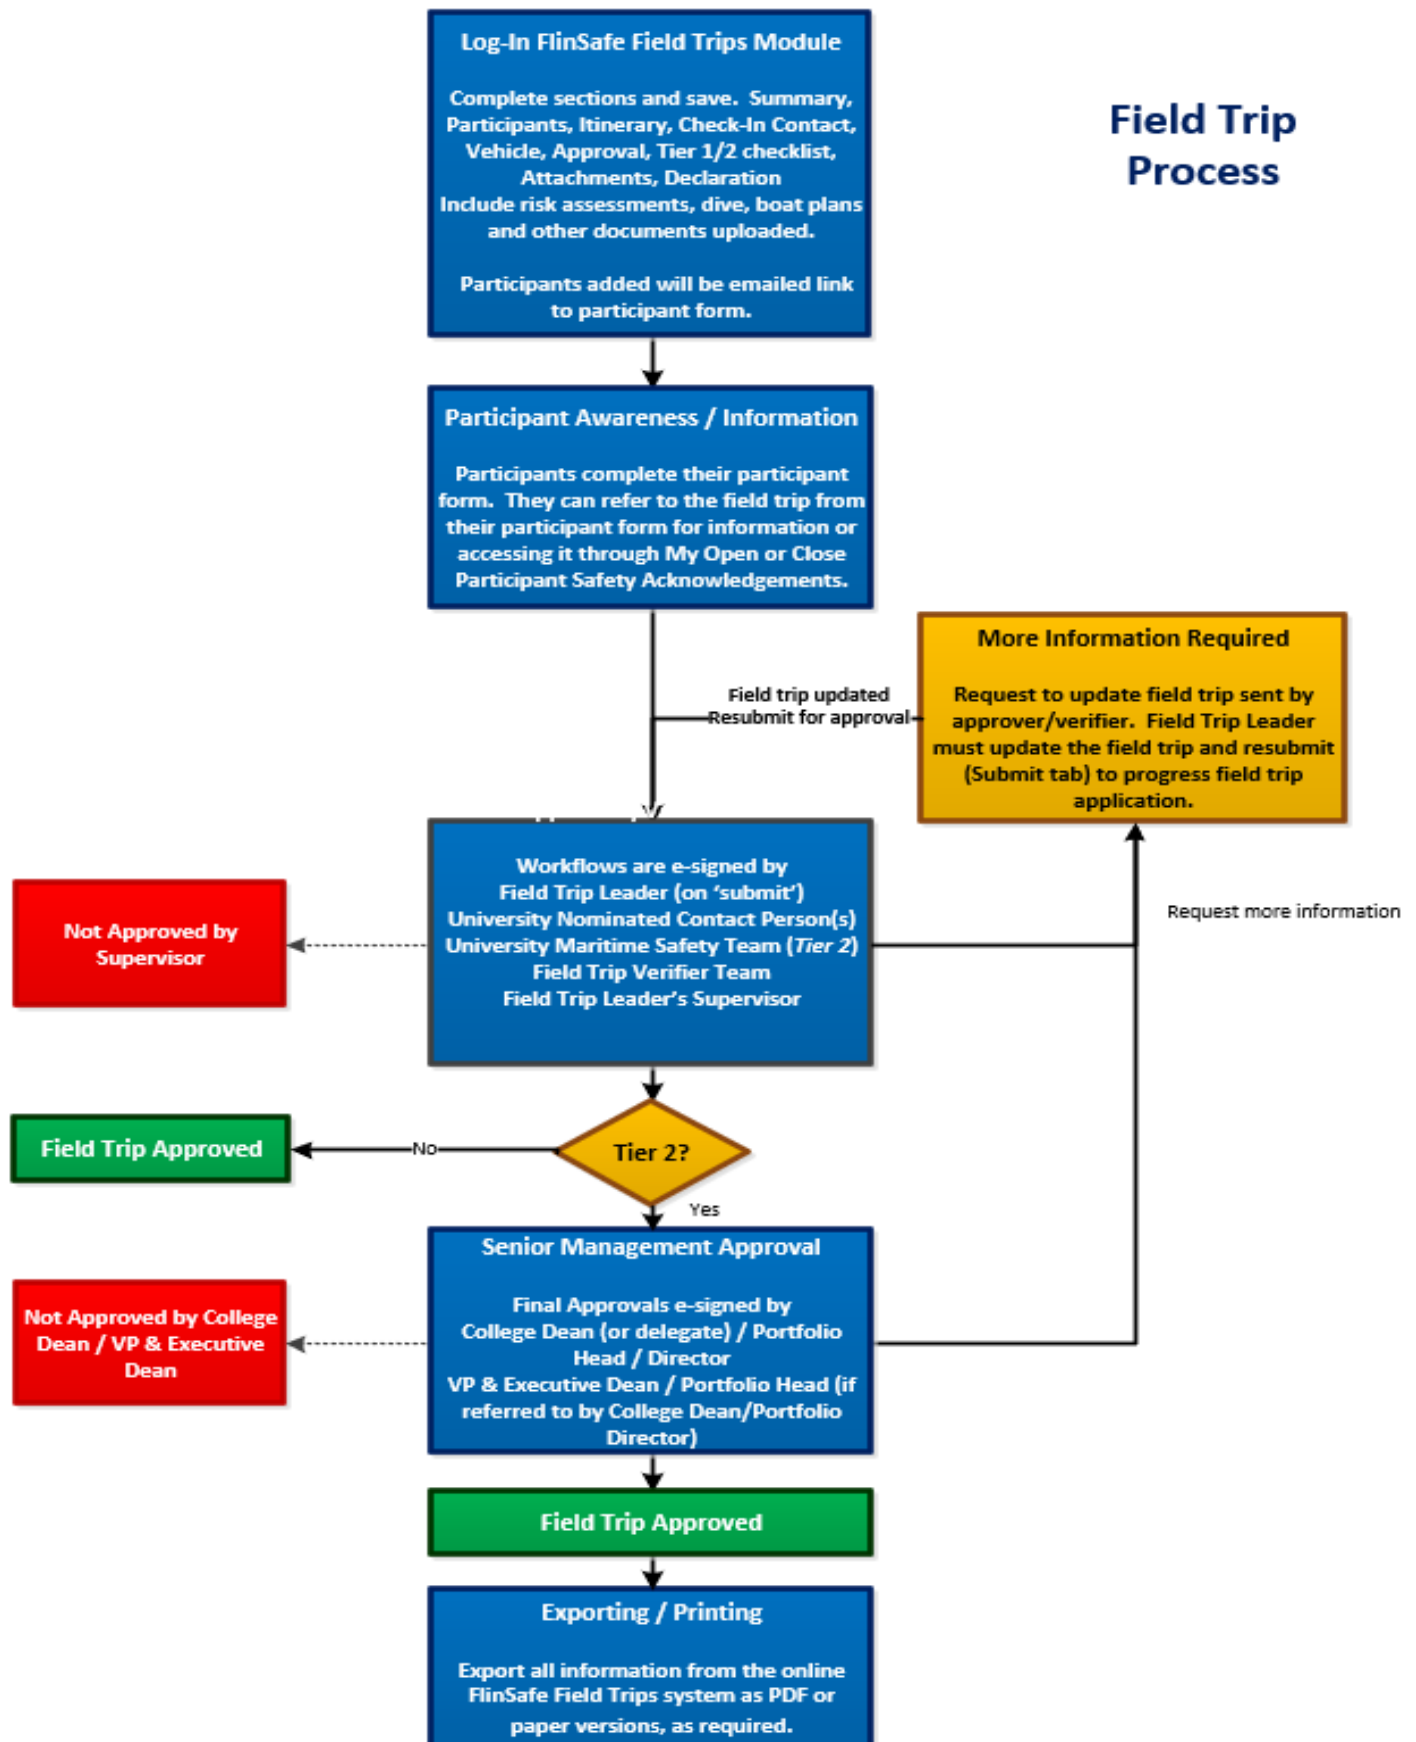 Log-In FlinSafe Field Trips Module
Complete sections and save.  Summary,
Participants, Itinerary, Check-In Contact,
Vehicle, Approval, Tier 1/2 checklist,
Attachments, Declaration
Include risk assessments, dive, boat plans
and other documents uploaded.
Participants added will be emailed link
to participant form.
Field Trip
Process
Participant Awareness / Information
Participants complete their participant
form.  They can refer to the field trip from
their participant form for information or
accessing it through My Open or Close
Participant Safety Acknowledgements.
More Information Required
Request to update field trip sent by
approver/verifier.  Field Trip Leader
must update the field trip and resubmit
(Submit tab) to progress field trip
application.
Field trip updated
Resubmit for approval
Workflows are e-signed by
Field Trip Leader (on ‘submit’)
University Nominated Contact Person(s)
University Maritime Safety Team (Tier 2)
Field Trip Verifier Team
Field Trip Leader’s Supervisor
Not Approved by
Supervisor
Request more information
Tier 2?
No
Field Trip Approved
Yes
Senior Management Approval
Final Approvals e-signed by
College Dean (or delegate) / Portfolio
Head / Director
VP & Executive Dean / Portfolio Head (if
referred to by College Dean/Portfolio
Director)
Not Approved by College
Dean / VP & Executive
Dean
Field Trip Approved
Exporting / Printing
Export all information from the online
FlinSafe Field Trips system as PDF or
paper versions, as required.